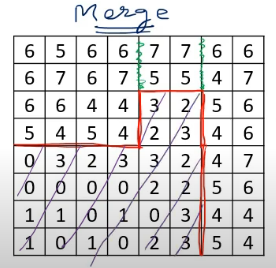 Merge
6 5 6 6 7 7 6 6
6 7 6 7 5 5 4 7
6 6 4 4 3 2 5 6
5 4 5 4 2 3 4 6
0 3 2 3 3 2 4 7
0 0 0 0 2 2 5 6
1 1 0 1 0 3 4 4
1 0 1 0 2 3 5 4